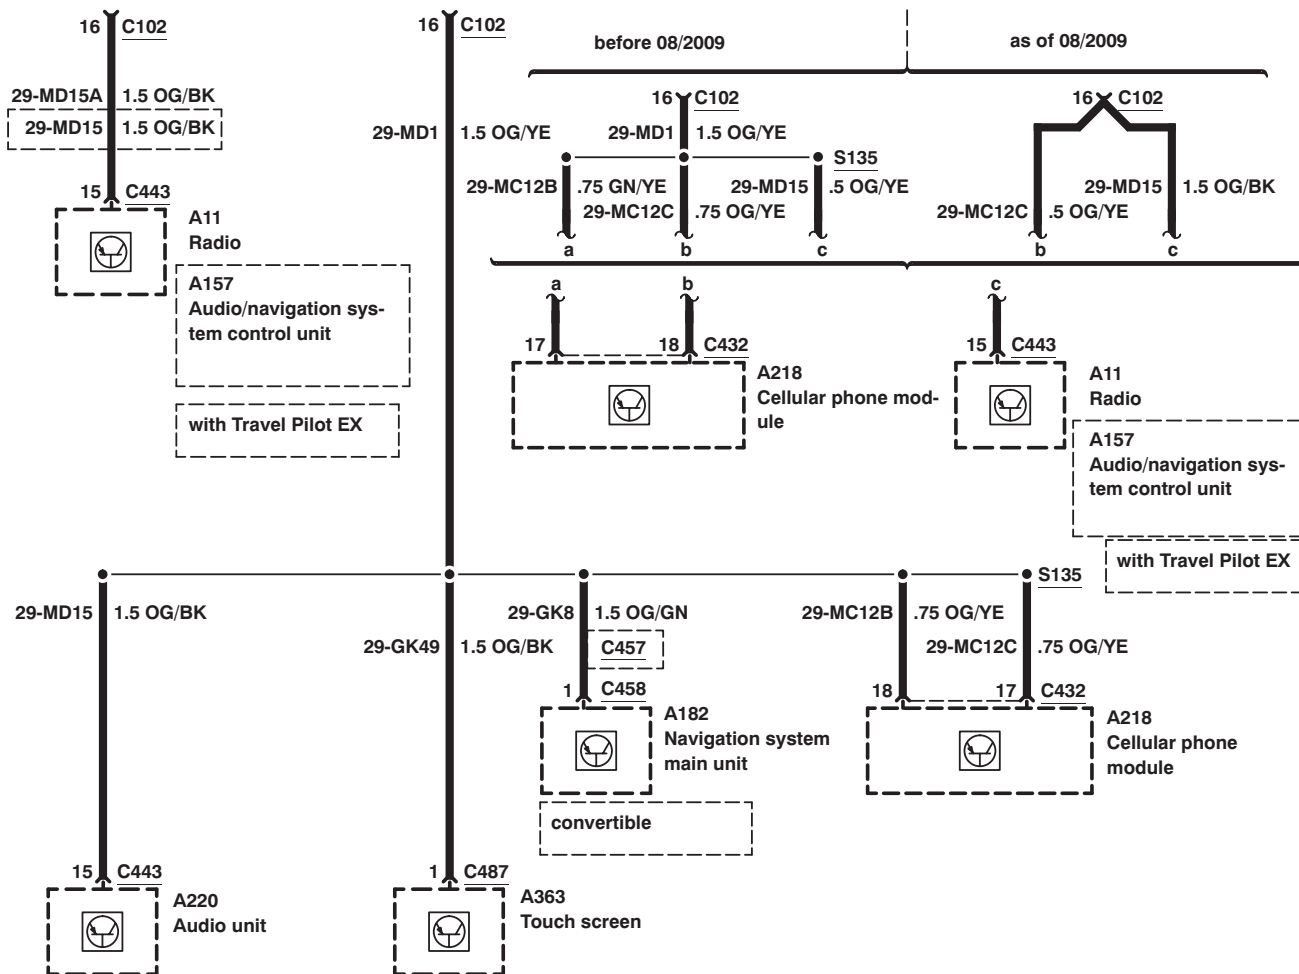 16 C102
29-MD15A 1.5 OG/BK
29-MD15 1.5 OG/BK
15 C443
A11
Radio
A157
Audio/navigation sys-
tem control unit
with Travel Pilot EX
16 C102
29-MD1 1.5 OG/YE
before 08/2009
as of 08/2009
16 C102
29-MD1 1.5 OG/YE
S135
29-MC12B .75 GN/YE
29-MD15 .5 OG/YE
29-MC12C .75 OG/YE
a b c
16 C102
29-MD15 1.5 OG/BK
29-MC12C .5 OG/YE
b c
a b c
17 18 C432
A218
Cellular phone mod-
ule
15 C443
A11
Radio
A157
Audio/navigation sys-
tem control unit
with Travel Pilot EX
S135
29-MD15 1.5 OG/BK
29-GK49 1.5 OG/BK
29-GK8 1.5 OG/GN
C457
1 C458
A182
Navigation system
main unit
convertible
29-MC12B .75 OG/YE
29-MC12C .75 OG/YE
18 17 C432
A218
Cellular phone
module
15 C443
A220
Audio unit
1 C487
A363
Touch screen